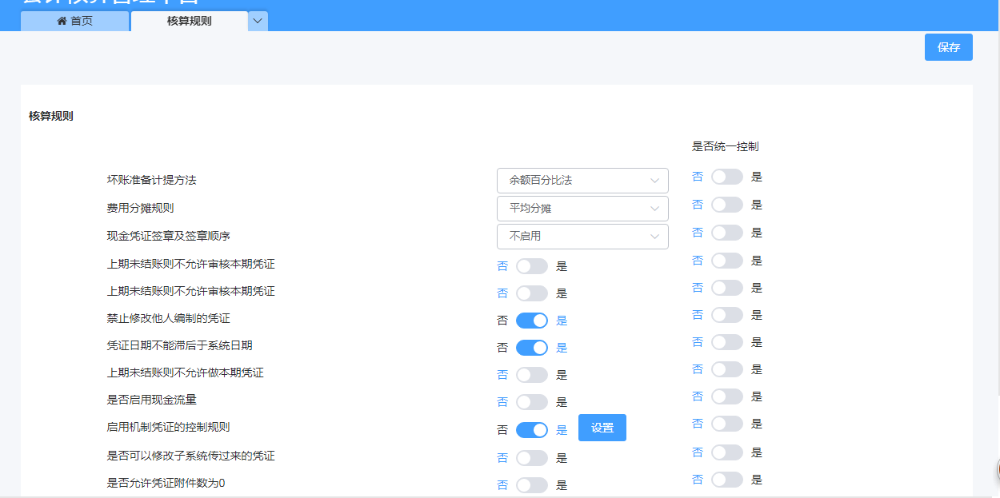 会计核算管理平台
首页 核算规则
保存
核算规则
是否统一控制
坏账准备计提方法 余额百分比法 否 是
费用分摊规则 平均分摊 否 是
现金凭证签章及签章顺序 不启用 否 是
上期未结账则不允许审核本期凭证 否 是 否 是
上期未结账则不允许审核本期凭证 否 是 否 是
禁止修改他人编制的凭证 否 是 否 是
凭证日期不能滞后于系统日期 否 是 否 是
上期未结账则不允许做本期凭证 否 是 否 是
是否启用现金流量 否 是 否 是
启用机制凭证的控制规则 否 是 设置 否 是
是否可以修改子系统传过来的凭证 否 是 否 是
是否允许凭证附件数为0 否 是 否 是